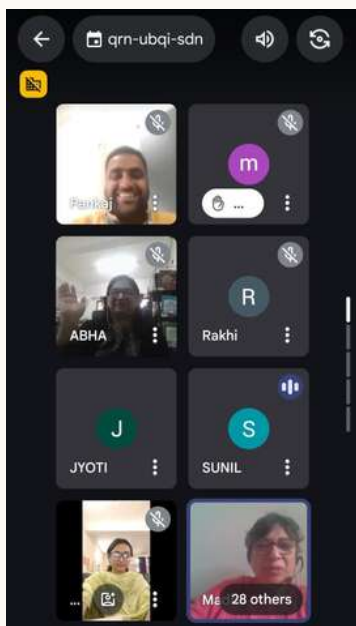 qrn-ubqi-sdn
Pankaj
m
...
ABHA
R
Rakhi
J
JYOTI
S
SUNIL
...
28 others